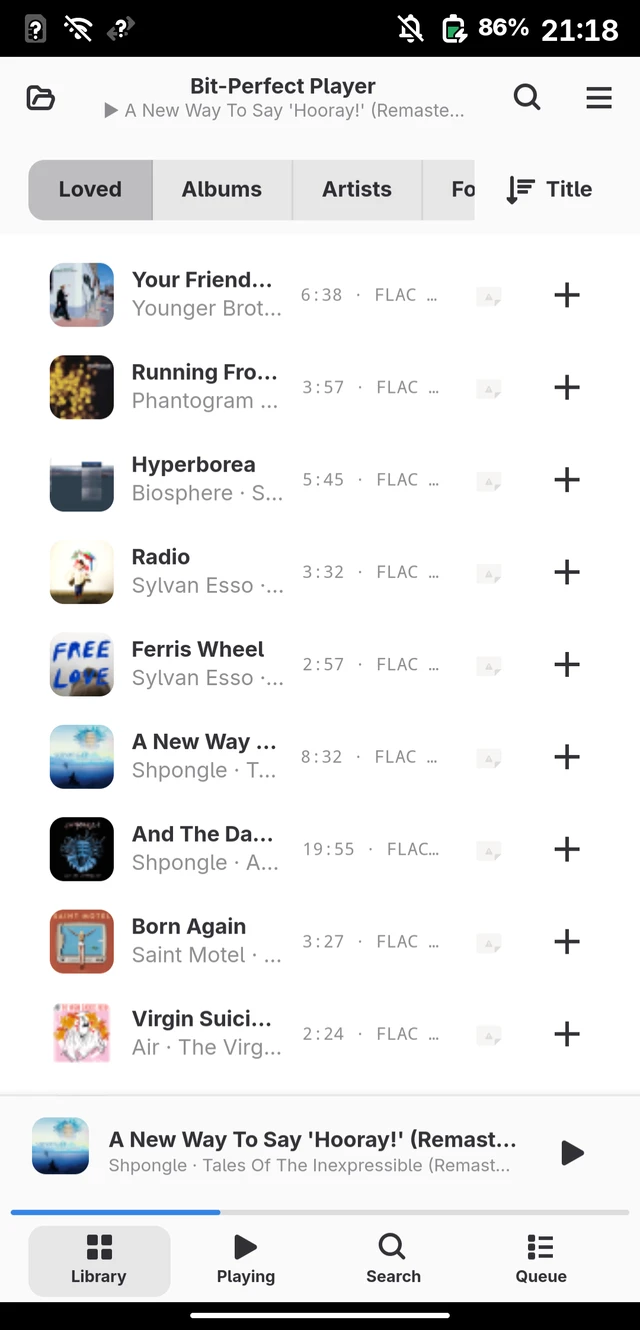 86% 21:18
Bit-Perfect Player
▶ A New Way To Say 'Hooray!' (Remaste...
Loved Albums Artists Fo Title
Your Friend...
Younger Brot...
6:38 · FLAC ...
Running Fro...
Phantogram ...
3:57 · FLAC ...
Hyperborea
Biosphere · S...
5:45 · FLAC ...
Radio
Sylvan Esso ·...
3:32 · FLAC ...
FREE
LOVE
Ferris Wheel
Sylvan Esso ·...
2:57 · FLAC ...
A New Way ...
Shpongle · T...
8:32 · FLAC ...
And The Da...
Shpongle · A...
19:55 · FLAC...
SAINT MOTEL
Born Again
Saint Motel · ...
3:27 · FLAC ...
Virgin Suici...
Air · The Virg...
2:24 · FLAC ...
A New Way To Say 'Hooray!' (Remast...
Shpongle · Tales Of The Inexpressible (Remast...
Library Playing Search Queue